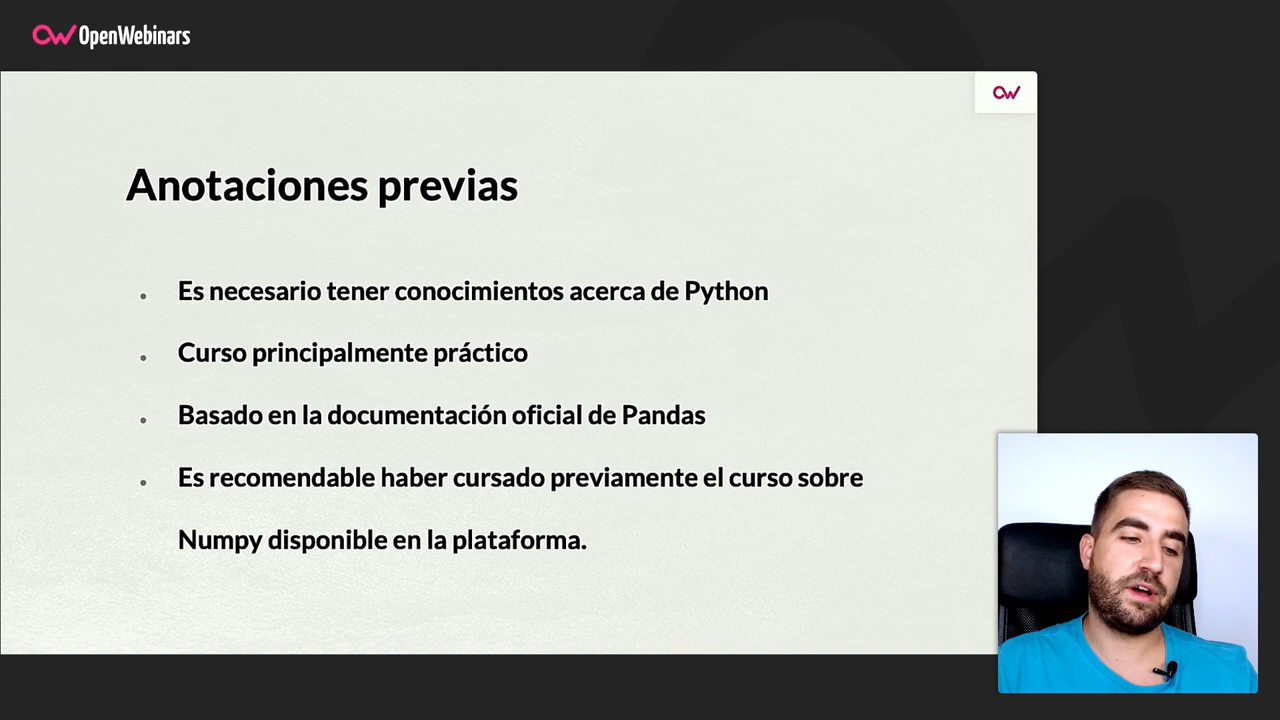 OpenWebinars
Anotaciones previas
Es necesario tener conocimientos acerca de Python
Curso principalmente práctico
Basado en la documentación oficial de Pandas
Es recomendable haber cursado previamente el curso sobre
Numpy disponible en la plataforma.